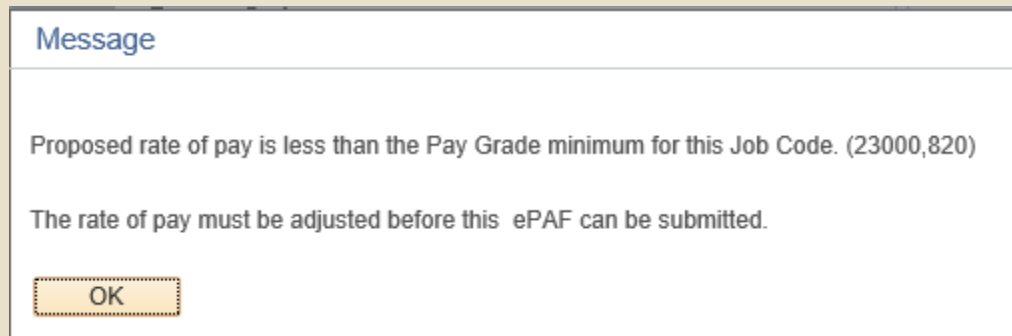 Message
Proposed rate of pay is less than the Pay Grade minimum for this Job Code. (23000,820)
The rate of pay must be adjusted before this  ePAF can be submitted.
OK